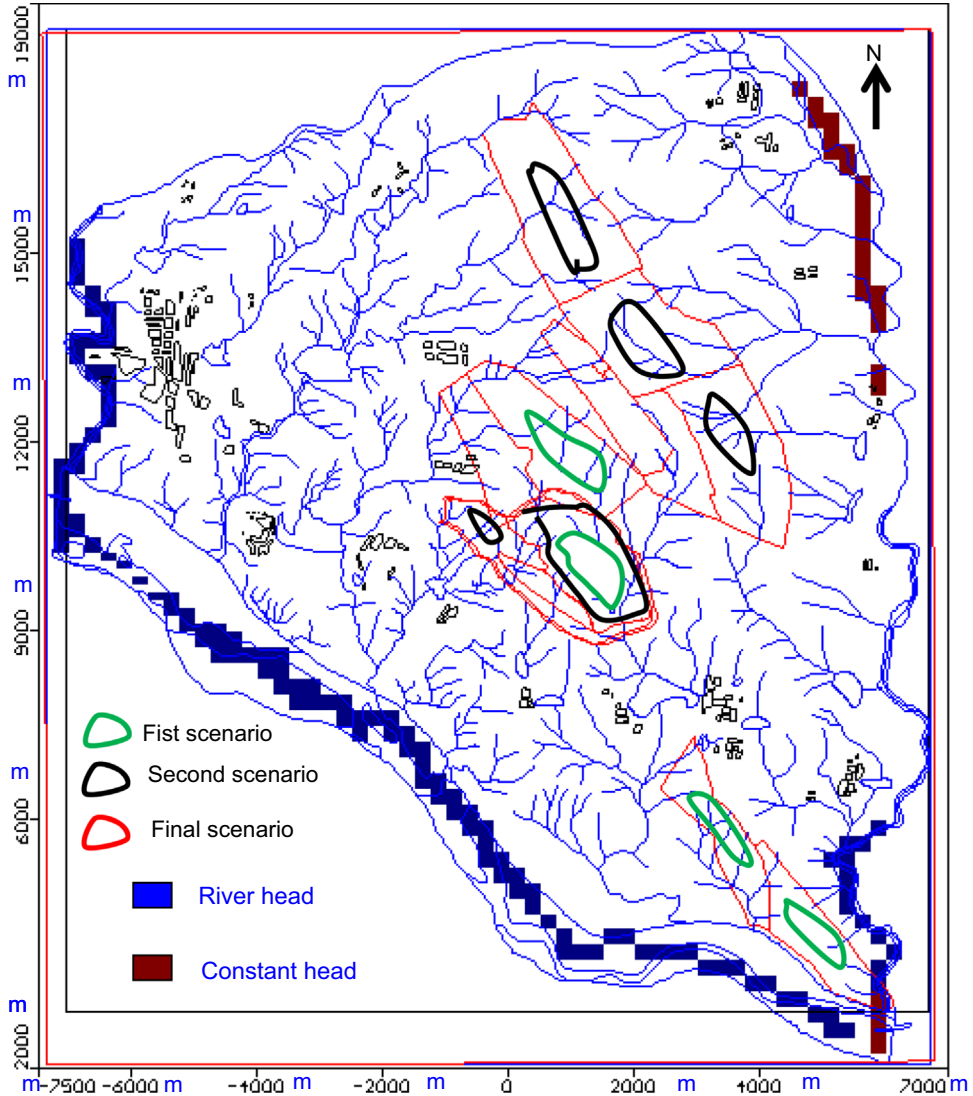 19000
m
N
m
15000
m
12000
m
9000
Fist scenario
m
Second scenario
6000
Final scenario
River head
Constant head
m
2000
m -7500 -6000 m -4000 m -2000 m 0 2000 m 4000 m 7000 m